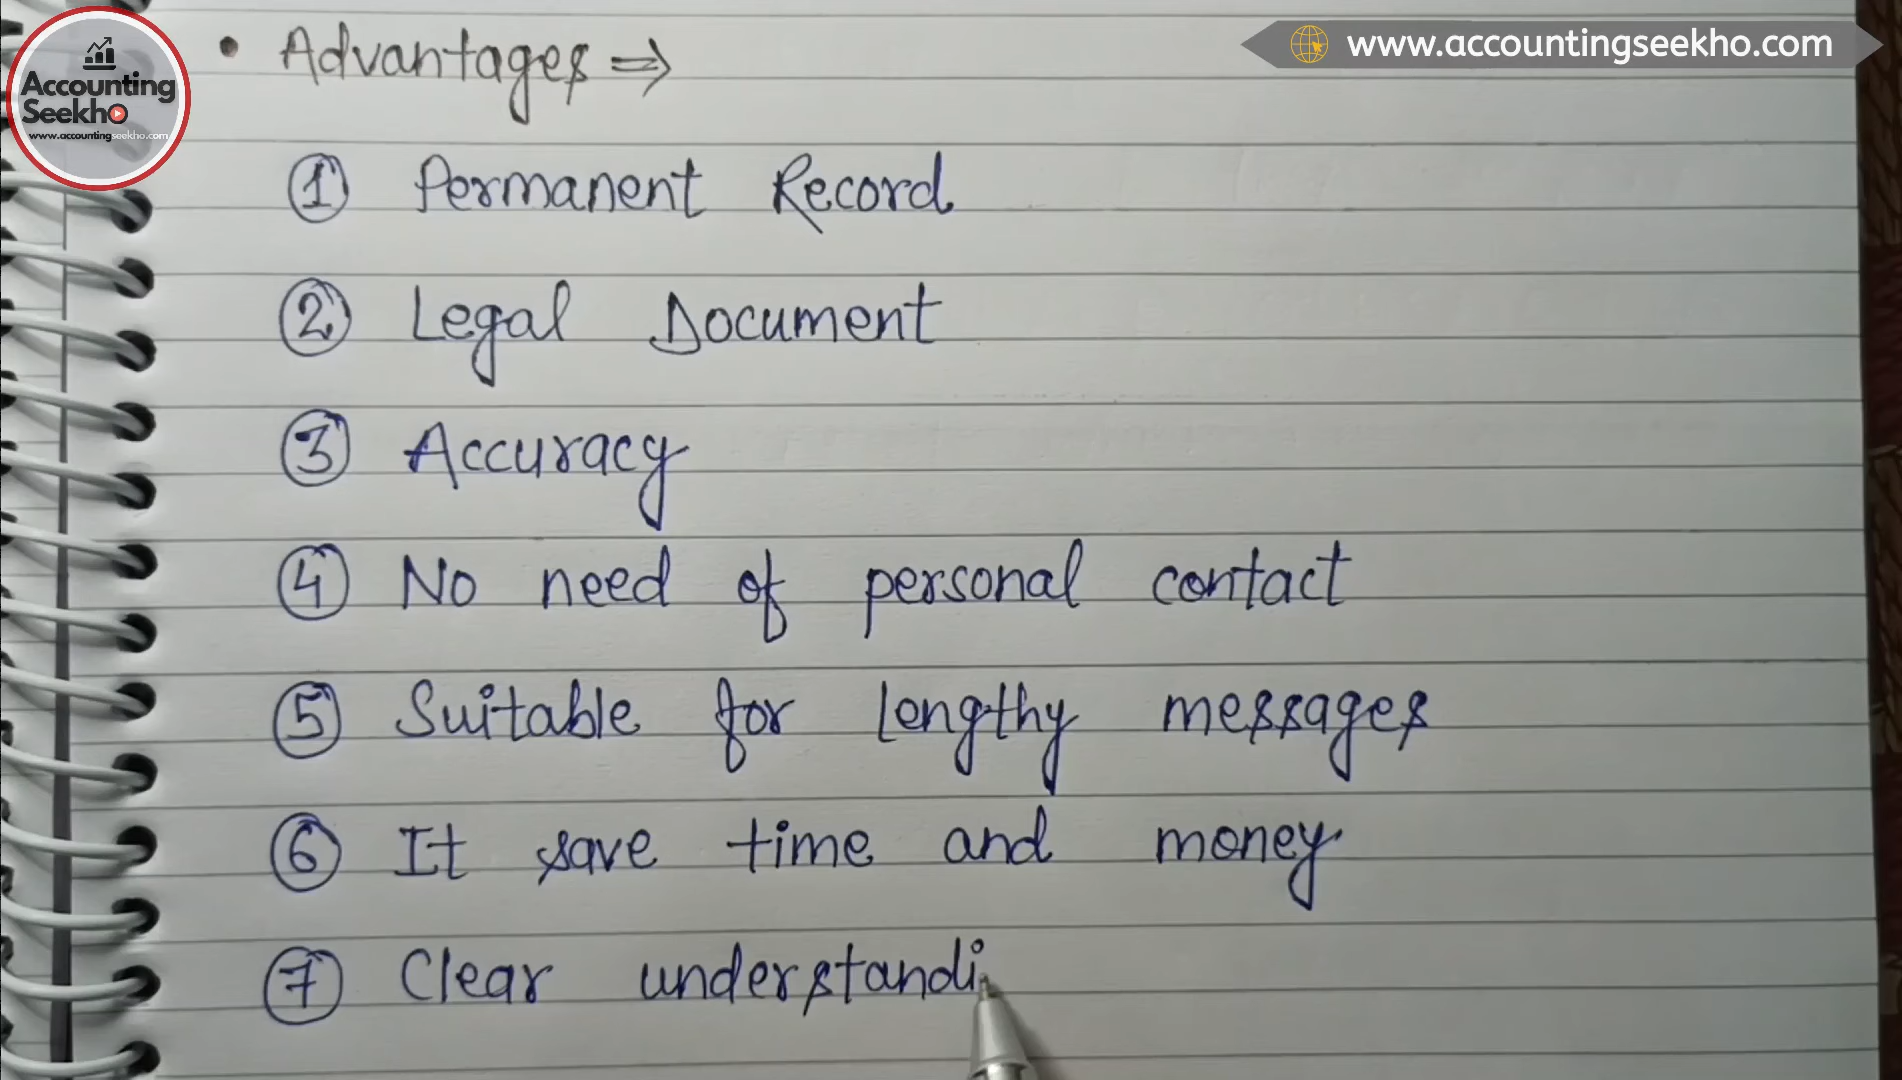 Accounting
Seekho
www.accountingseekho.com
www.accountingseekho.com
• Advantages ⇒
① Permanent Record
② Legal Document
③ Accuracy
④ No need of personal contact
⑤ Suitable for lengthy messages
⑥ It save time and money
⑦ Clear understandi